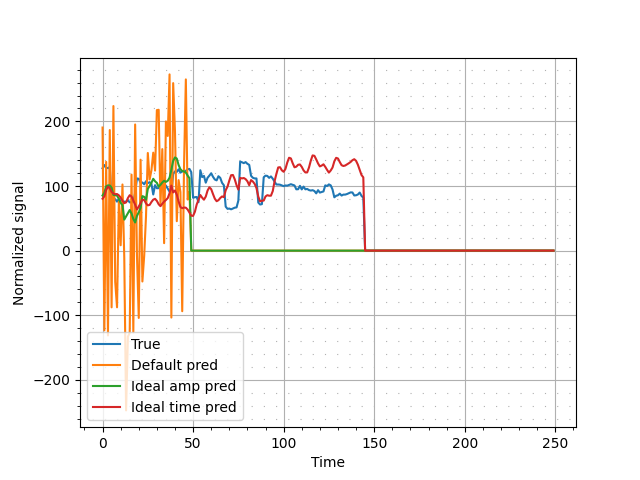 200
100
0
−100
−200
Normalized signal
True
Default pred
Ideal amp pred
Ideal time pred
0
50
100
150
200
250
Time